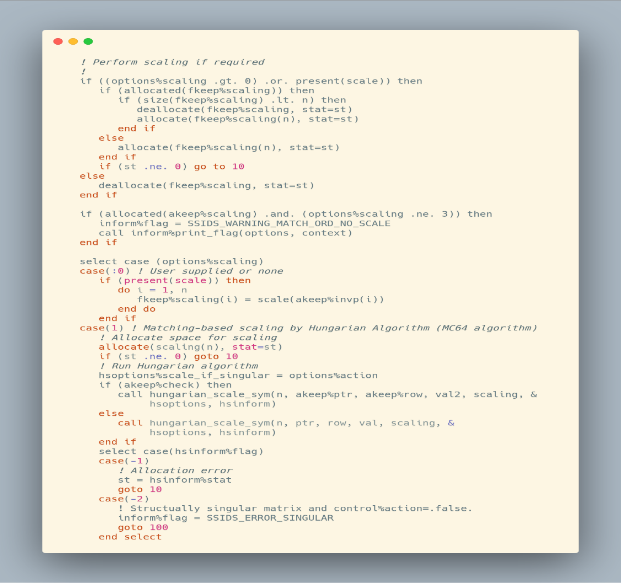 ! Perform scaling if required
!
if ((options%scaling .gt. 0) .or. present(scale)) then
   if (allocated(fkeep%scaling)) then
      if (size(fkeep%scaling) .lt. n) then
         deallocate(fkeep%scaling, stat=st)
         allocate(fkeep%scaling(n), stat=st)
      end if
   else
      allocate(fkeep%scaling(n), stat=st)
   end if
   if (st .ne. 0) go to 10
else
   deallocate(fkeep%scaling, stat=st)
end if

if (allocated(akeep%scaling) .and. (options%scaling .ne. 3)) then
   inform%flag = SSIDS_WARNING_MATCH_ORD_NO_SCALE
   call inform%print_flag(options, context)
end if

select case (options%scaling)
case(:0) ! User supplied or none
   if (present(scale)) then
      do i = 1, n
         fkeep%scaling(i) = scale(akeep%invp(i))
      end do
   end if
case(1) ! Matching-based scaling by Hungarian Algorithm (MC64 algorithm)
   ! Allocate space for scaling
   allocate(scaling(n), stat=st)
   if (st .ne. 0) goto 10
   ! Run Hungarian algorithm
   hsoptions%scale_if_singular = options%action
   if (akeep%check) then
      call hungarian_scale_sym(n, akeep%ptr, akeep%row, val2, scaling, &
           hsoptions, hsinform)
   else
      call hungarian_scale_sym(n, ptr, row, val, scaling, &
           hsoptions, hsinform)
   end if
   select case(hsinform%flag)
   case(-1)
      ! Allocation error
      st = hsinform%stat
      goto 10
   case(-2)
      ! Structually singular matrix and control%action=.false.
      inform%flag = SSIDS_ERROR_SINGULAR
      goto 100
   end select